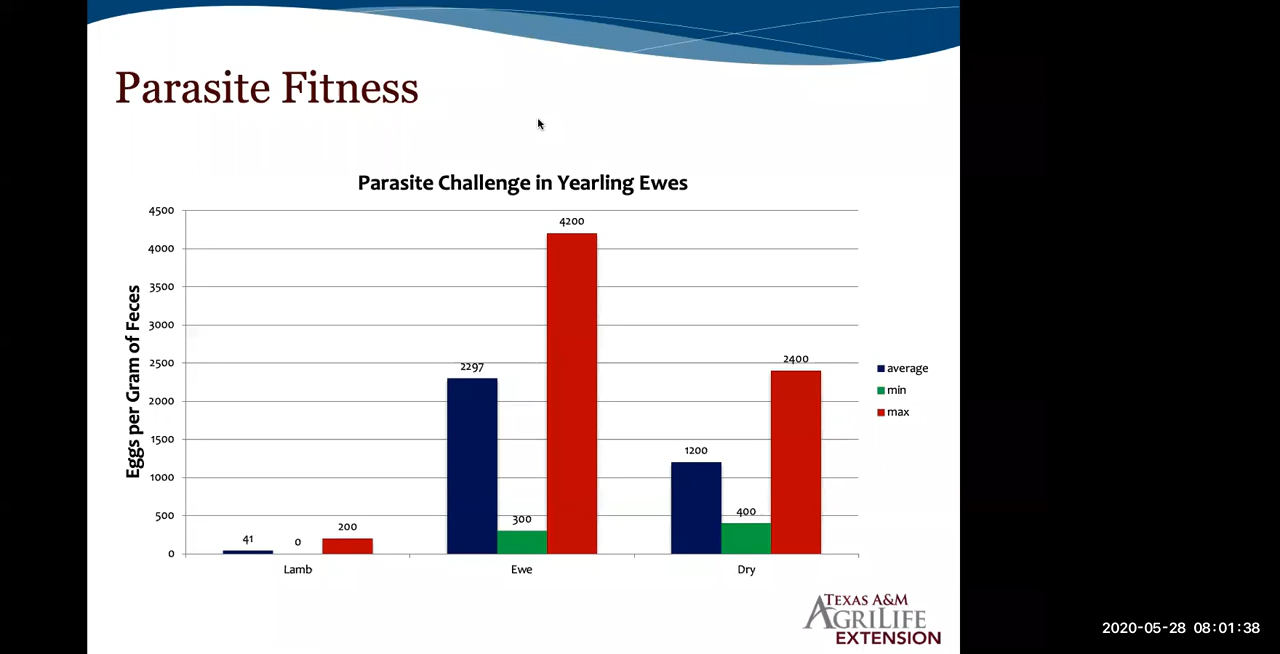 Parasite Fitness
Parasite Challenge in Yearling Ewes
Eggs per Gram of Feces
4500
4000
3500
3000
2500
2000
1500
1000
500
0
41
0
200
2297
300
4200
1200
400
2400
Lamb
Ewe
Dry
average
min
max
TEXAS A&M
AGRILIFE
EXTENSION
2020-05-28 08:01:38